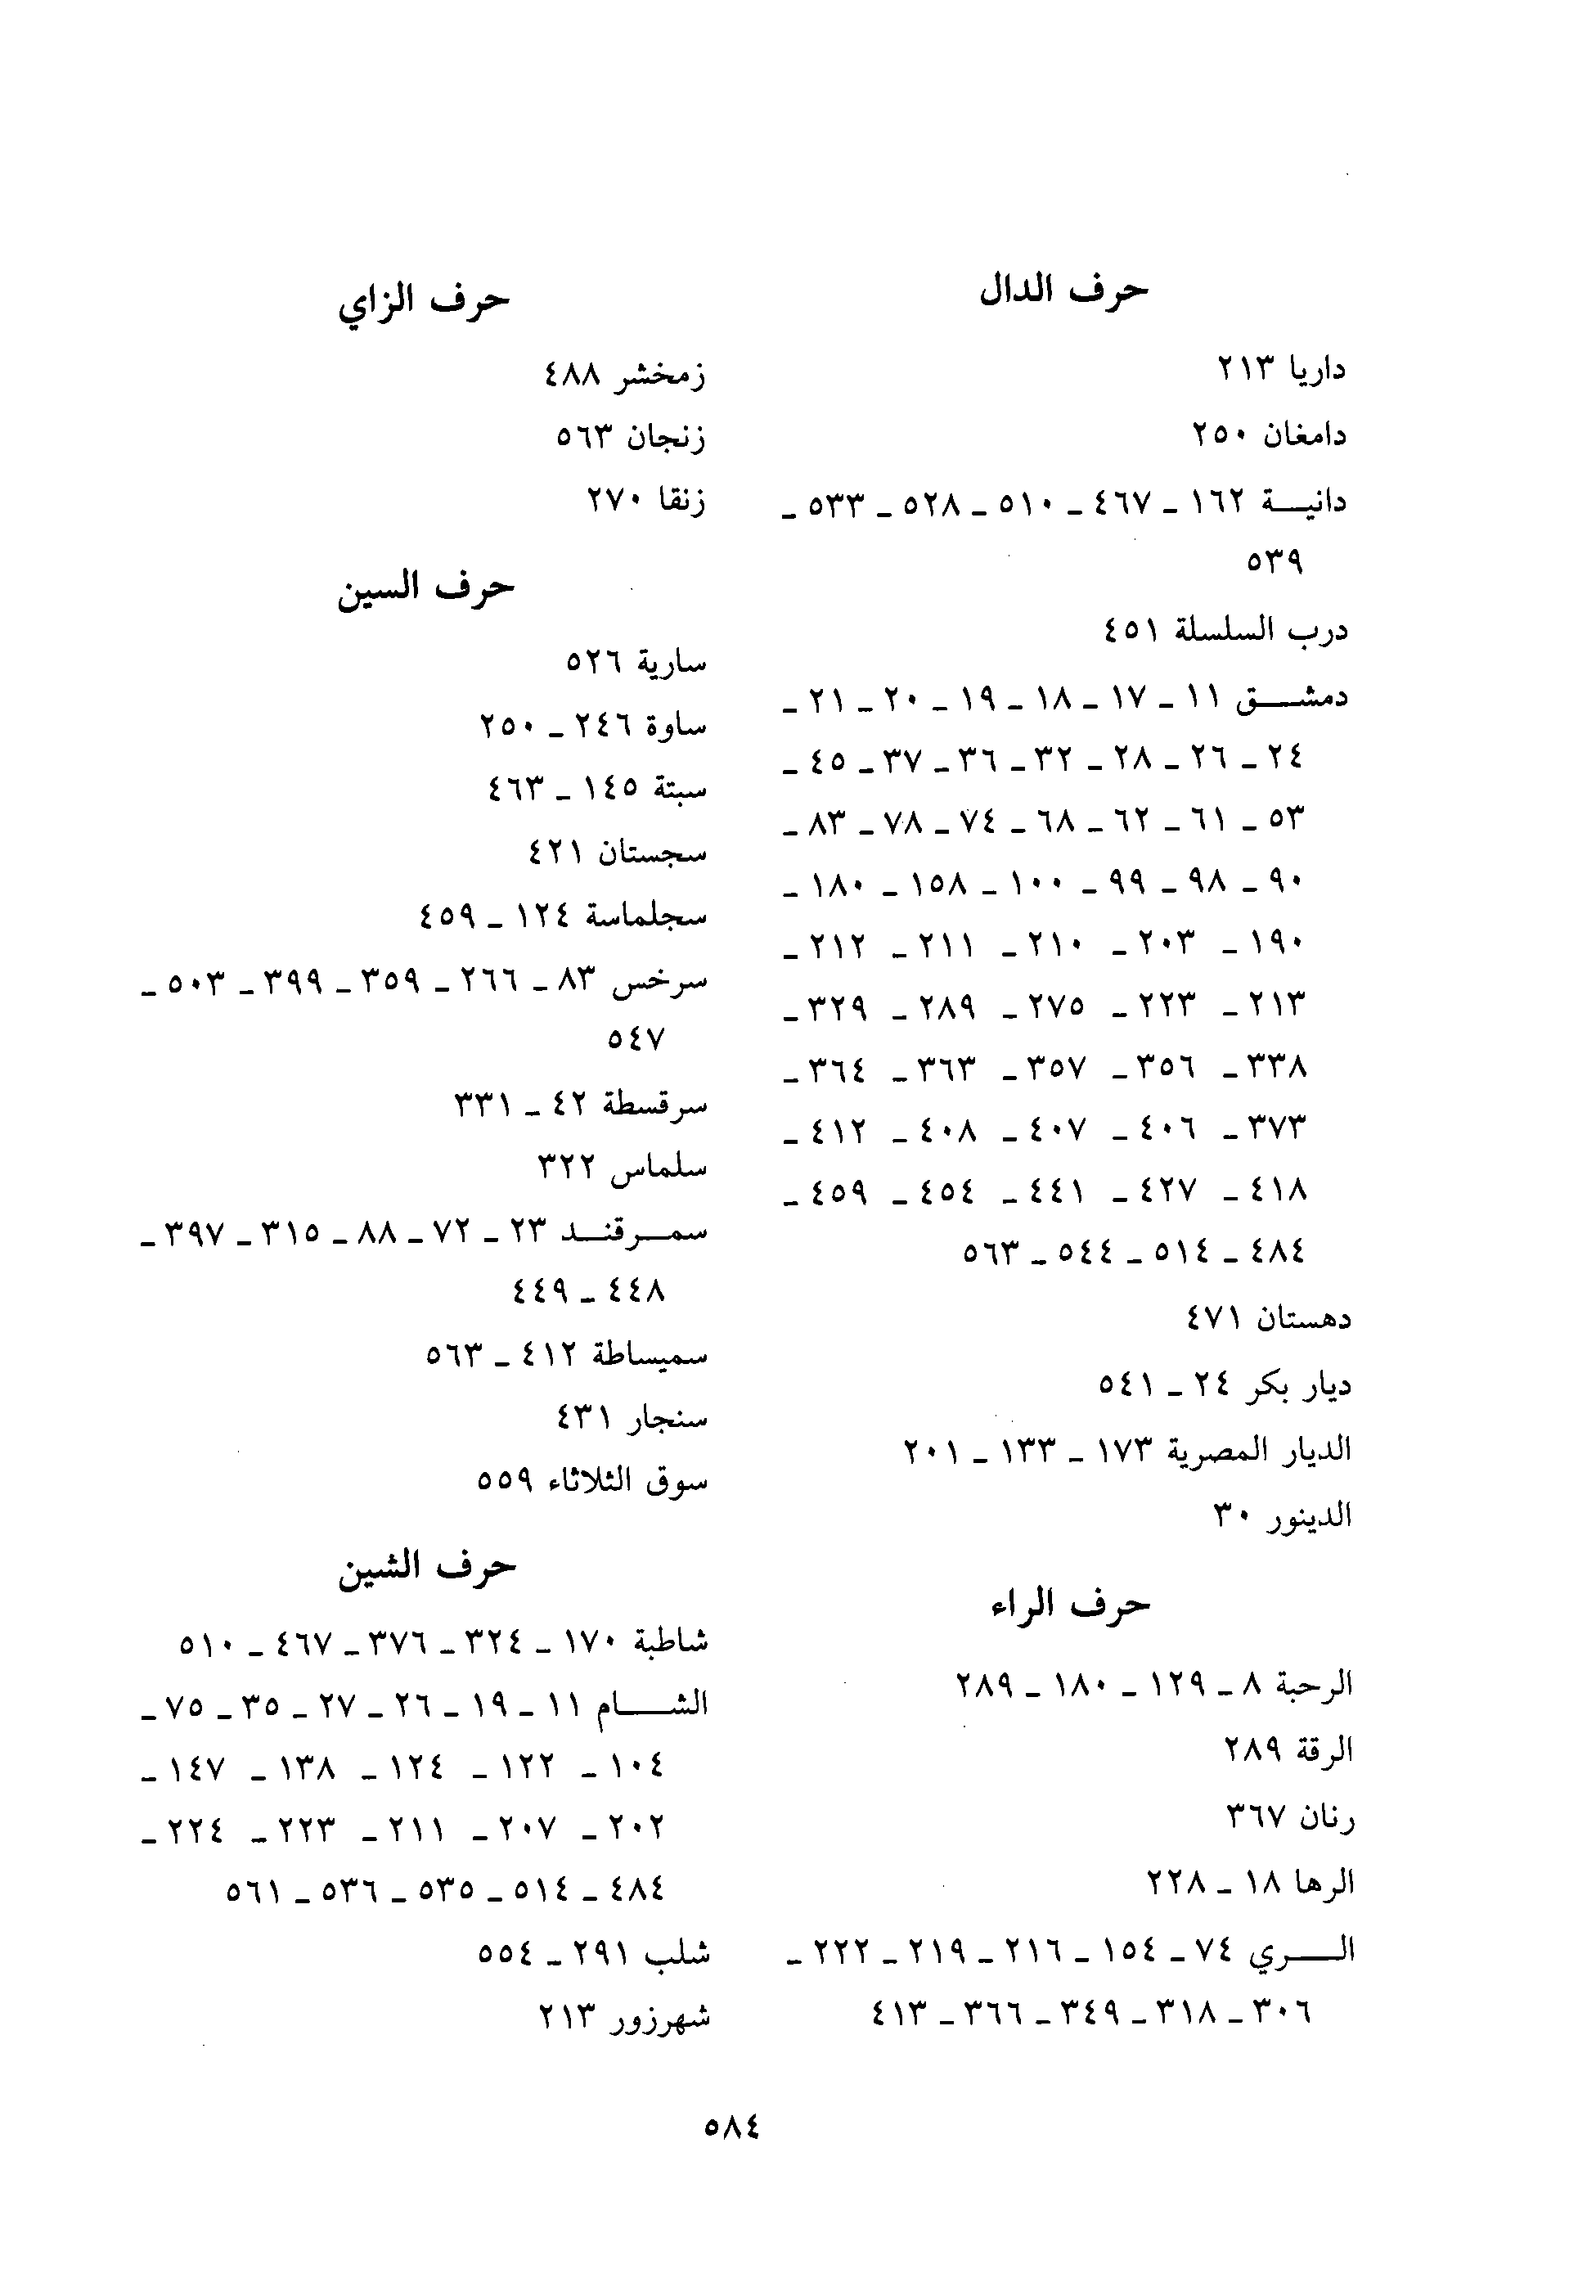 حرف الدال
داريا ٢١٣
دامغان ٢٥٠
دانيــة ١٦٢ ـ ٤٦٧ ـ ٥١٠ ـ ٥٢٨ ـ ٥٣٣ ـ
٥٣٩
درب السلسلة ٤٥١
دمشــق ١١ ـ ١٧ ـ ١٨ ـ ١٩ ـ ٢٠ ـ ٢١ ـ
٢٤ ـ ٢٦ ـ ٢٨ ـ ٣٢ ـ ٣٦ ـ ٣٧ ـ ٤٥ ـ
٥٣ ـ ٦١ ـ ٦٢ ـ ٦٨ ـ ٧٤ ـ ٧٨ ـ ٨٣ ـ
٩٠ ـ ٩٨ ـ ٩٩ ـ ١٠٠ ـ ١٥٨ ـ ١٨٠ ـ
١٩٠ ـ ٢٠٣ ـ ٢١٠ ـ ٢١١ ـ ٢١٢ ـ
٢١٣ ـ ٢٢٣ ـ ٢٧٥ ـ ٢٨٩ ـ ٣٢٩ ـ
٣٣٨ ـ ٣٥٦ ـ ٣٥٧ ـ ٣٦٣ ـ ٣٦٤ ـ
٣٧٣ ـ ٤٠٦ ـ ٤٠٧ ـ ٤٠٨ ـ ٤١٢ ـ
٤١٨ ـ ٤٢٧ ـ ٤٤١ ـ ٤٥٤ ـ ٤٥٩ ـ
٤٨٤ ـ ٥١٤ ـ ٥٤٤ ـ ٥٦٣
دهستان ٤٧١
ديار بكر ٢٤ ـ ٥٤١
الديار المصرية ١٧٣ ـ ١٣٣ ـ ٢٠١
الدينور ٣٠
حرف الراء
الرحبة ٨ ـ ١٢٩ ـ ١٨٠ ـ ٢٨٩
الرقة ٢٨٩
رنان ٣٦٧
الرها ١٨ ـ ٢٢٨
الــري ٧٤ ـ ١٥٤ ـ ٢١٦ ـ ٢١٩ ـ ٢٢٢ ـ
٣٠٦ ـ ٣١٨ ـ ٣٤٩ ـ ٣٦٦ ـ ٤١٣
حرف الزاي
زمخشر ٤٨٨
زنجان ٥٦٣
زنقا ٢٧٠
حرف السين
سارية ٥٢٦
ساوة ٢٤٦ ـ ٢٥٠
سبتة ١٤٥ ـ ٤٦٣
سجستان ٤٢١
سجلماسة ١٢٤ ـ ٤٥٩
سرخس ٨٣ ـ ٢٦٦ ـ ٣٥٩ ـ ٣٩٩ ـ ٥٠٣ ـ
٥٤٧
سرقسطة ٤٢ ـ ٣٣١
سلماس ٣٢٢
سمــرقنــد ٢٣ ـ ٧٢ ـ ٨٨ ـ ٣١٥ ـ ٣٩٧ ـ
٤٤٨ ـ ٤٤٩
سميساطة ٤١٢ ـ ٥٦٣
سنجار ٤٣١
سوق الثلاثاء ٥٥٩
حرف الشين
شاطبة ١٧٠ ـ ٣٢٤ ـ ٣٧٦ ـ ٤٦٧ ـ ٥١٠
الشــام ١١ ـ ١٩ ـ ٢٦ ـ ٢٧ ـ ٣٥ ـ ٧٥ ـ
١٠٤ ـ ١٢٢ ـ ١٢٤ ـ ١٣٨ ـ ١٤٧ ـ
٢٠٢ ـ ٢٠٧ ـ ٢١١ ـ ٢٢٣ ـ ٢٢٤ ـ
٤٨٤ ـ ٥١٤ ـ ٥٣٥ ـ ٥٣٦ ـ ٥٦١
شلب ٢٩١ ـ ٥٥٤
شهرزور ٢١٣
٥٨٤